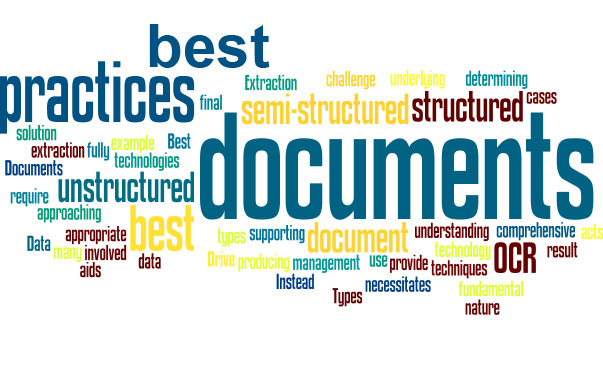 best
practices
Extraction challenge underlying determining
final semi-structured structured cases
solution
extraction fully example Best
documents
Documents technologies
require unstructured
approaching
appropriate best types supporting document understanding comprehensive acts
Data many involved data Drive producing management use provide technology OCR result
aids techniques
Instead necessitates fundamental
Types nature